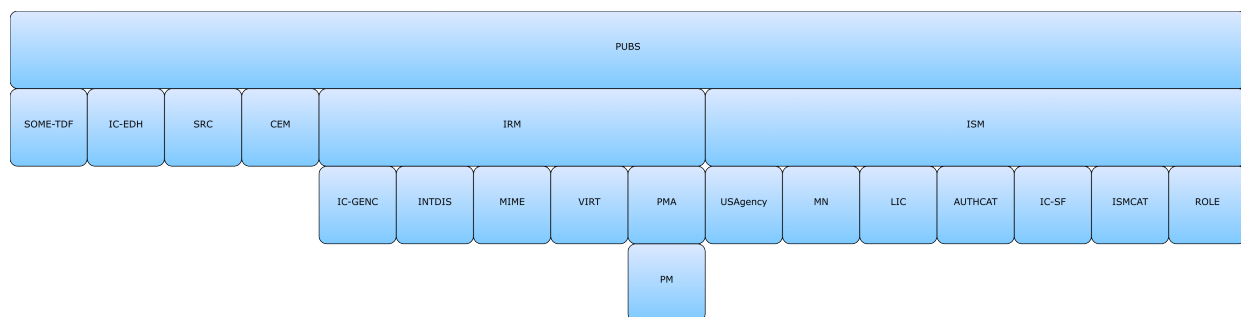 PUBS
SOME-TDF IC-EDH SRC CEM IRM ISM
IC-GENC INTDIS MIME VIRT PMA USAgency MN LIC AUTHCAT IC-SF ISMCAT ROLE
PM